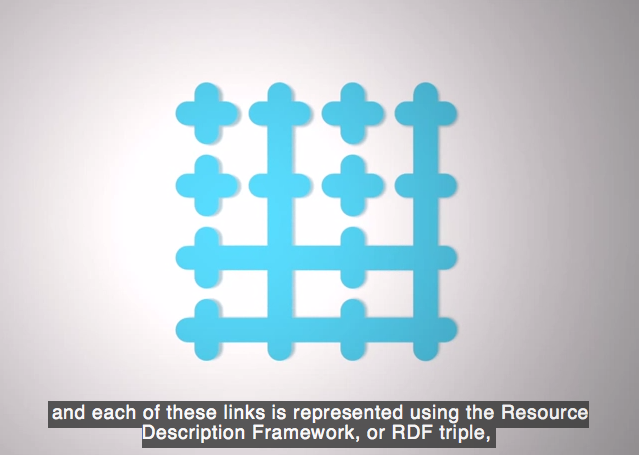 and each of these links is represented using the Resource
Description Framework, or RDF triple,